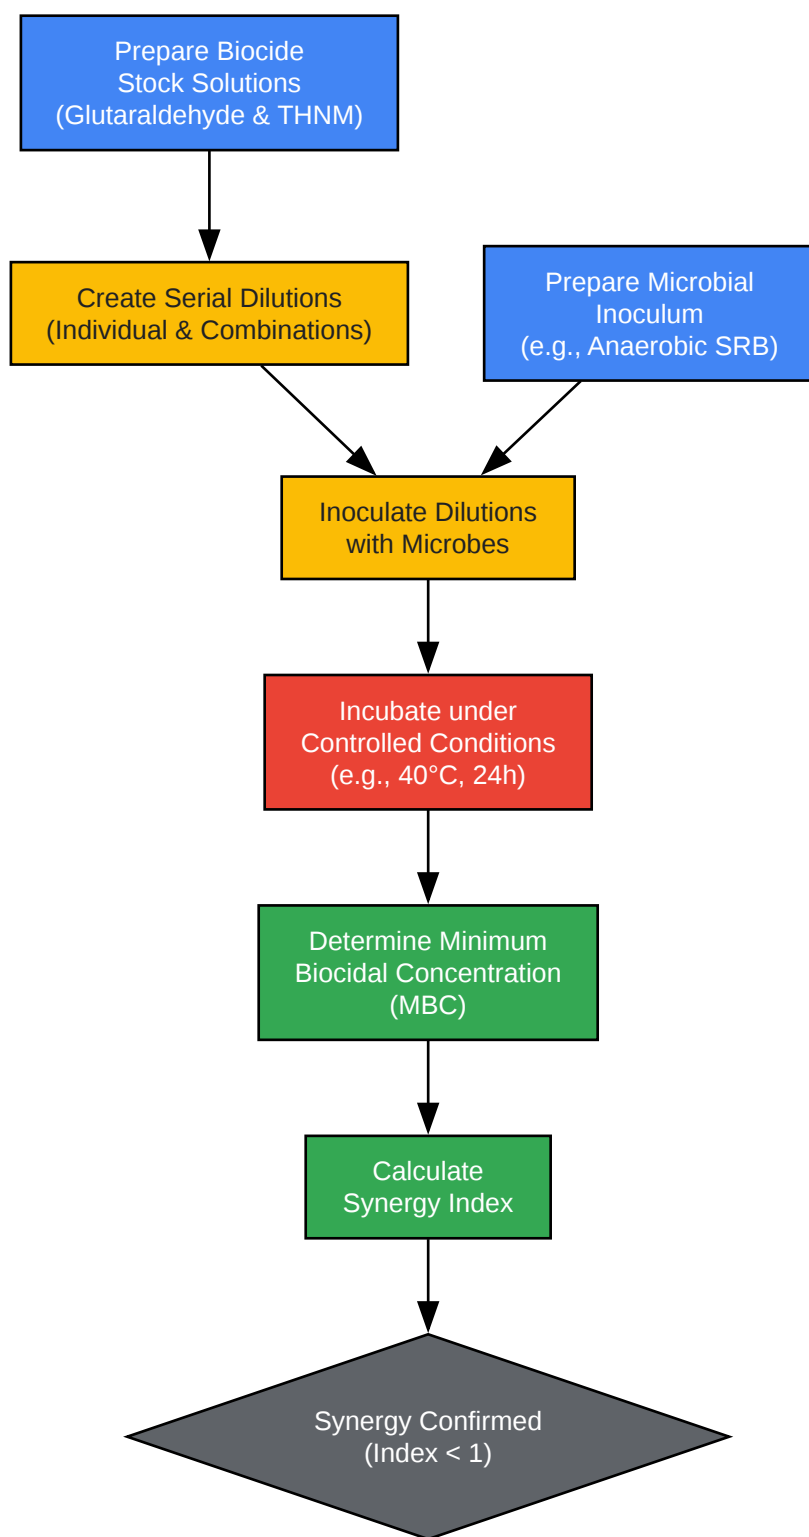 Prepare Biocide
Stock Solutions
(Glutaraldehyde & THNM)
Create Serial Dilutions
(Individual & Combinations)
Prepare Microbial
Inoculum
(e.g., Anaerobic SRB)
Inoculate Dilutions
with Microbes
Incubate under
Controlled Conditions
(e.g., 40°C, 24h)
Determine Minimum
Biocidal Concentration
(MBC)
Calculate
Synergy Index
Synergy Confirmed
(Index < 1)